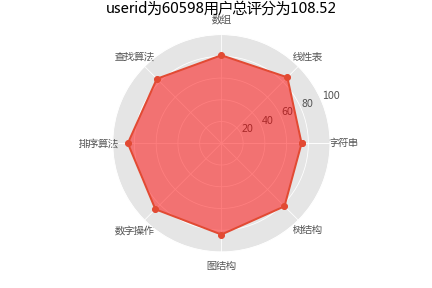 userid为60598用户总评分为108.52
数组
查找算法
线性表
100
80
60
40
20
排序算法
字符串
数字操作
树结构
图结构